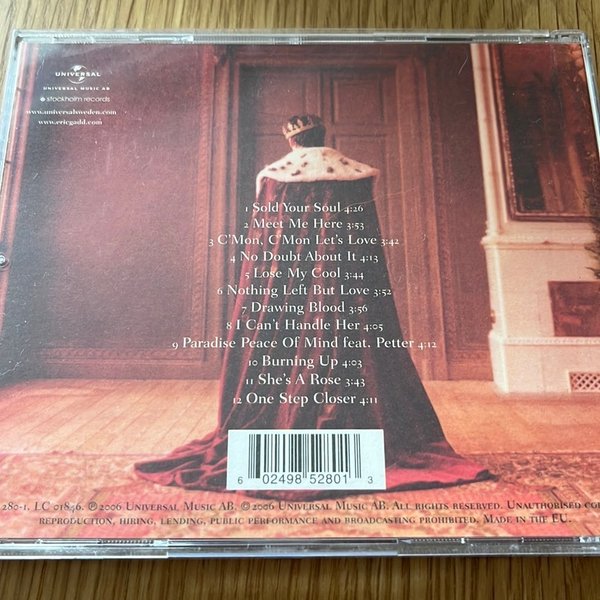 UNIVERSAL
UNIVERSAL MUSIC AB
stockholm records
www.universalsweden.com
www.ericgadd.com
1 Sold Your Soul 4:26
2 Meet Me Here 3:53
3 C'Mon, C'Mon Let's Love 3:42
4 No Doubt About It 4:13
5 Lose My Cool 3:44
6 Nothing Left But Love 3:52
7 Drawing Blood 3:56
8 I Can't Handle Her 4:05
9 Paradise Peace Of Mind feat. Petter 4:12
10 Burning Up 4:03
11 She's A Rose 3:43
12 One Step Closer 4:11
6 02498 52801 3
280-1. LC 01846. ℗ 2006 Universal Music AB. © 2006 Universal Music AB. All rights reserved. Unauthorised
reproduction, hiring, lending, public performance and broadcasting prohibited. Made in the EU.